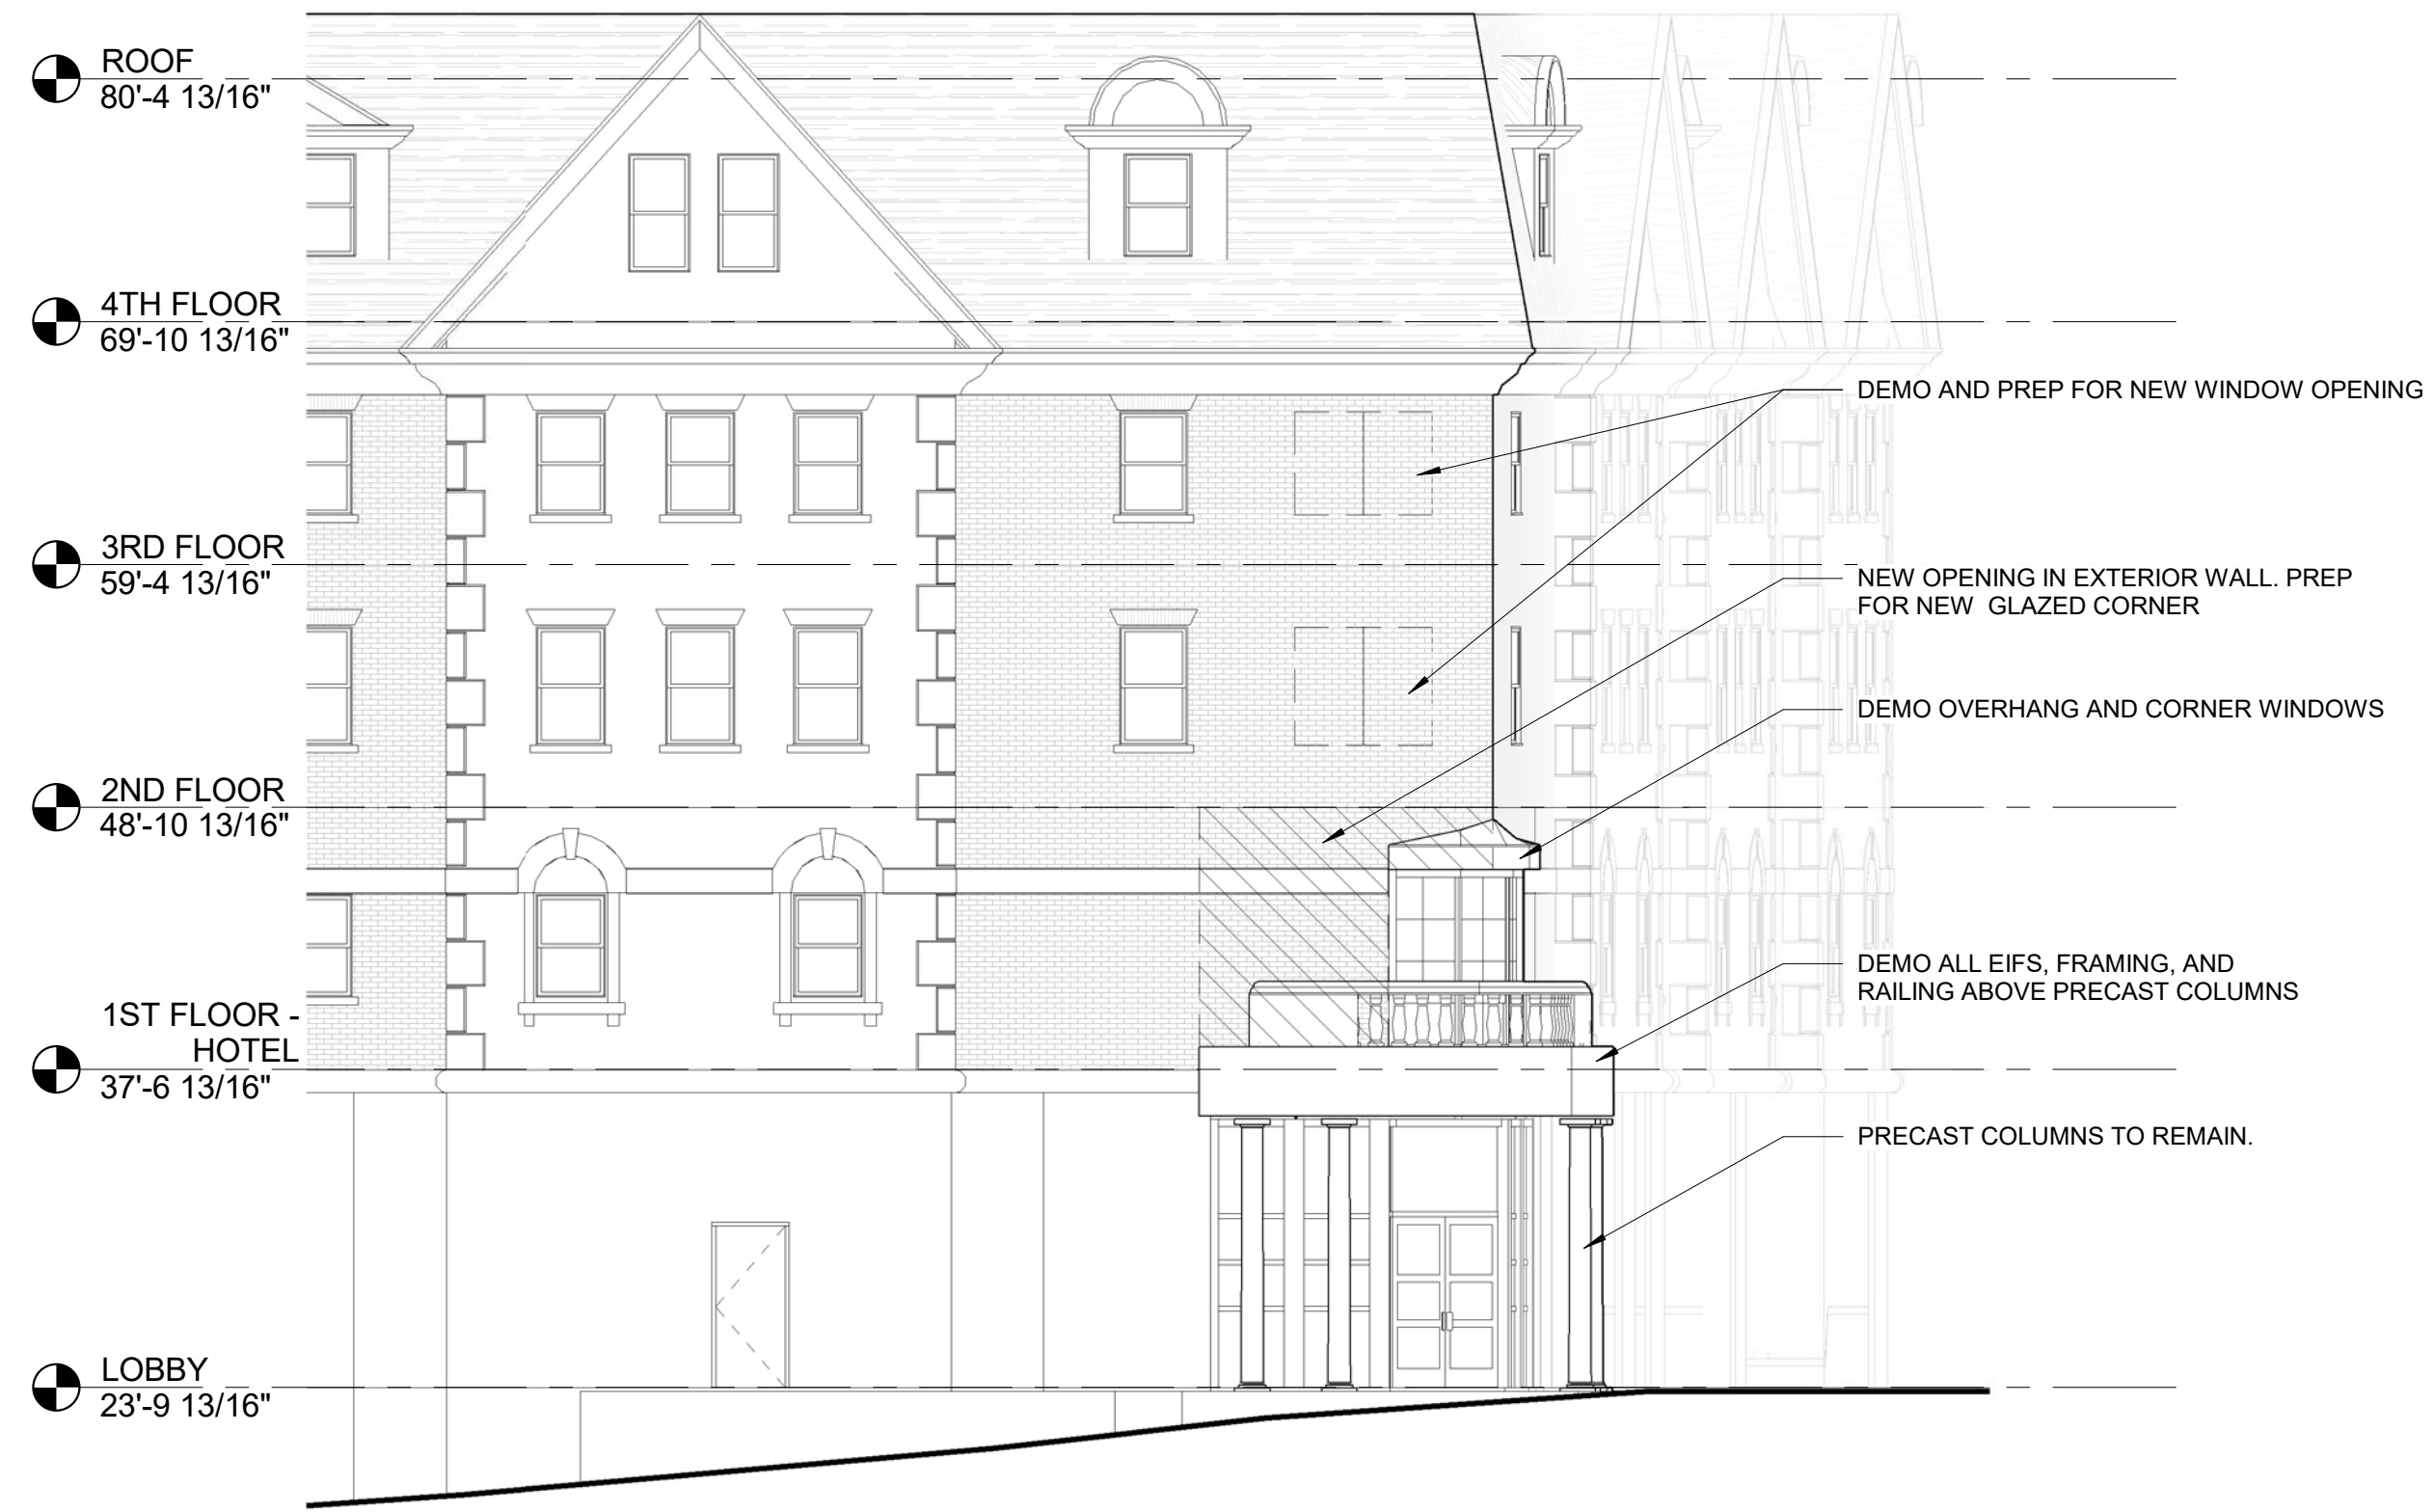 ROOF
80'-4 13/16"
4TH FLOOR
69'-10 13/16"
DEMO AND PREP FOR NEW WINDOW OPENING
3RD FLOOR
59'-4 13/16"
NEW OPENING IN EXTERIOR WALL. PREP
FOR NEW GLAZED CORNER
DEMO OVERHANG AND CORNER WINDOWS
2ND FLOOR
48'-10 13/16"
DEMO ALL EIFS, FRAMING, AND
RAILING ABOVE PRECAST COLUMNS
1ST FLOOR -
HOTEL
37'-6 13/16"
PRECAST COLUMNS TO REMAIN.
LOBBY
23'-9 13/16"